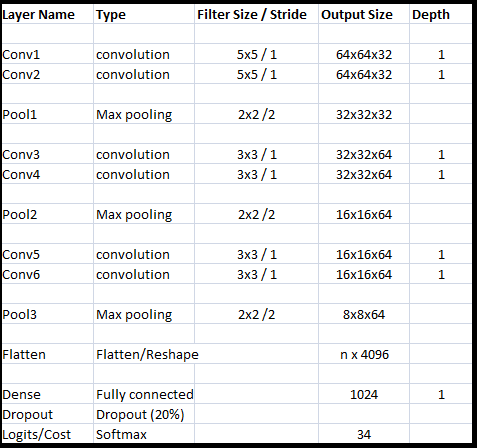 Layer Name Type Filter Size / Stride Output Size Depth
Conv1 convolution 5x5 / 1 64x64x32 1
Conv2 convolution 5x5 / 1 64x64x32 1
Pool1 Max pooling 2x2 /2 32x32x32
Conv3 convolution 3x3 / 1 32x32x64 1
Conv4 convolution 3x3 / 1 32x32x64 1
Pool2 Max pooling 2x2 /2 16x16x64
Conv5 convolution 3x3 / 1 16x16x64 1
Conv6 convolution 3x3 / 1 16x16x64 1
Pool3 Max pooling 2x2 /2 8x8x64
Flatten Flatten/Reshape n x 4096
Dense Fully connected 1024 1
Dropout Dropout (20%)
Logits/Cost Softmax 34